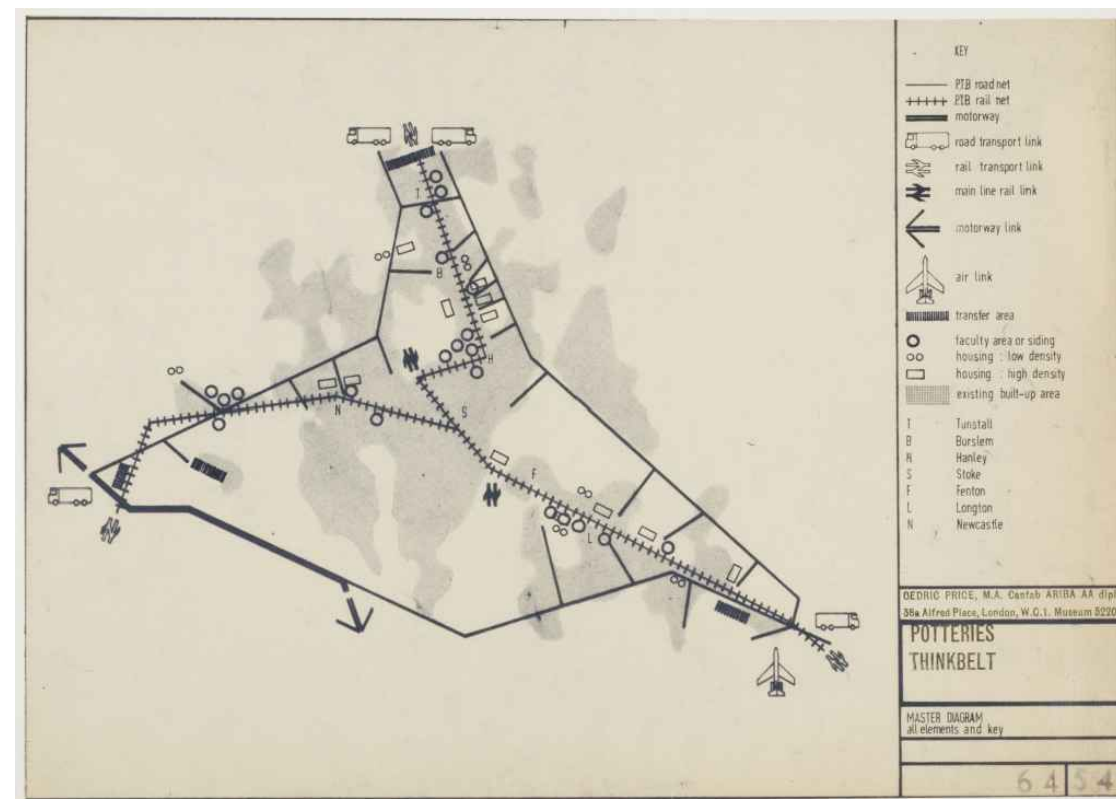 KEY
P.T.B road net
P.T.B rail net
motorway
road transport link
rail transport link
main line rail link
motorway link
air link
transfer area
faculty area or siding
housing : low density
housing : high density
existing built-up area
T Tunstall
B Burslem
N Hanley
S Stoke
F Fenton
L Longton
N Newcastle
T
B
H
N
S
F
L
CEDRIC PRICE, M.A. Cantab ARIBA AA dipl
38a Alfred Place, London, W.C.1. Museum 5220
POTTERIES
THINKBELT
MASTER DIAGRAM
all elements and key
64 54